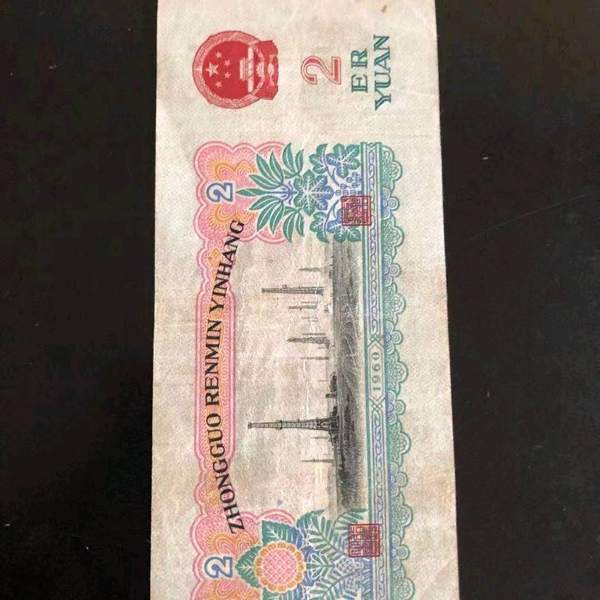 2
ER
YUAN
2
ZHONGGUO RENMIN YINHANG
1960
2